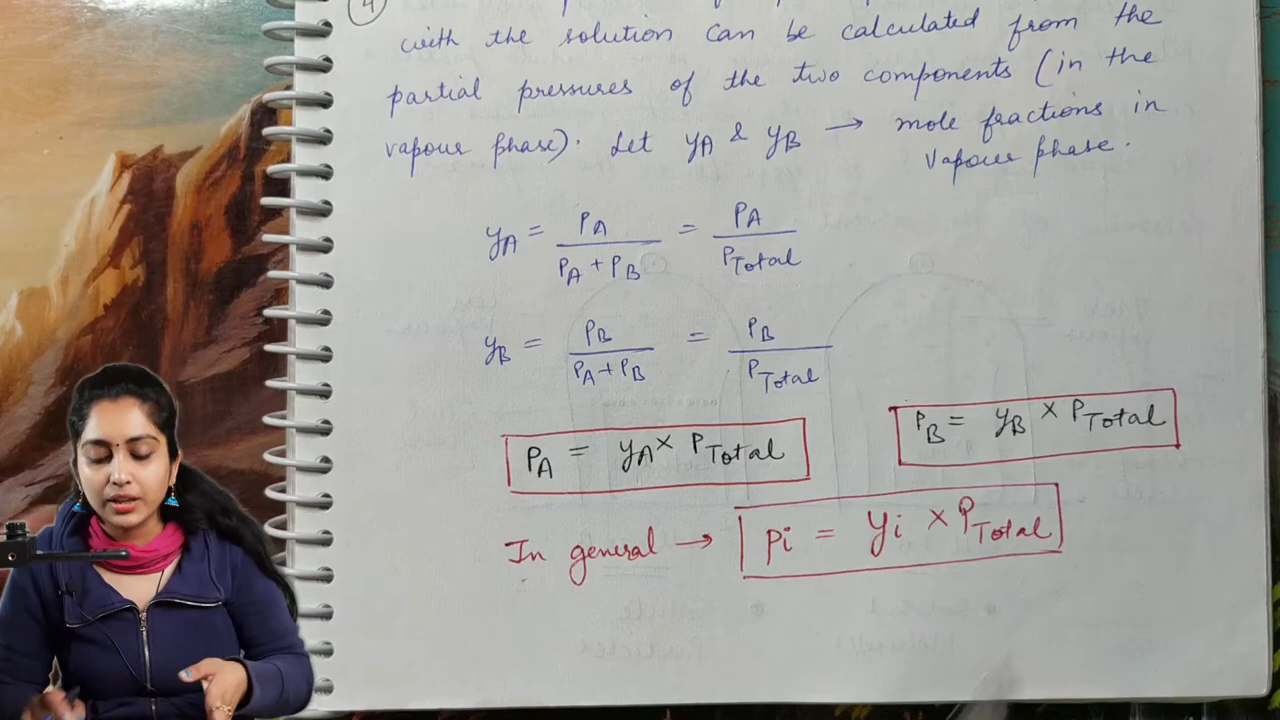 4
with the solution can be calculated from the
partial pressures of the two components (in the
vapour phase). Let yA & yB → mole fractions in
vapour phase.
yA = PA / PA + PB = PA / PTotal
yB = PB / PA + PB = PB / PTotal
PA = yA × PTotal
PB = yB × PTotal
In general → Pi = yi × PTotal